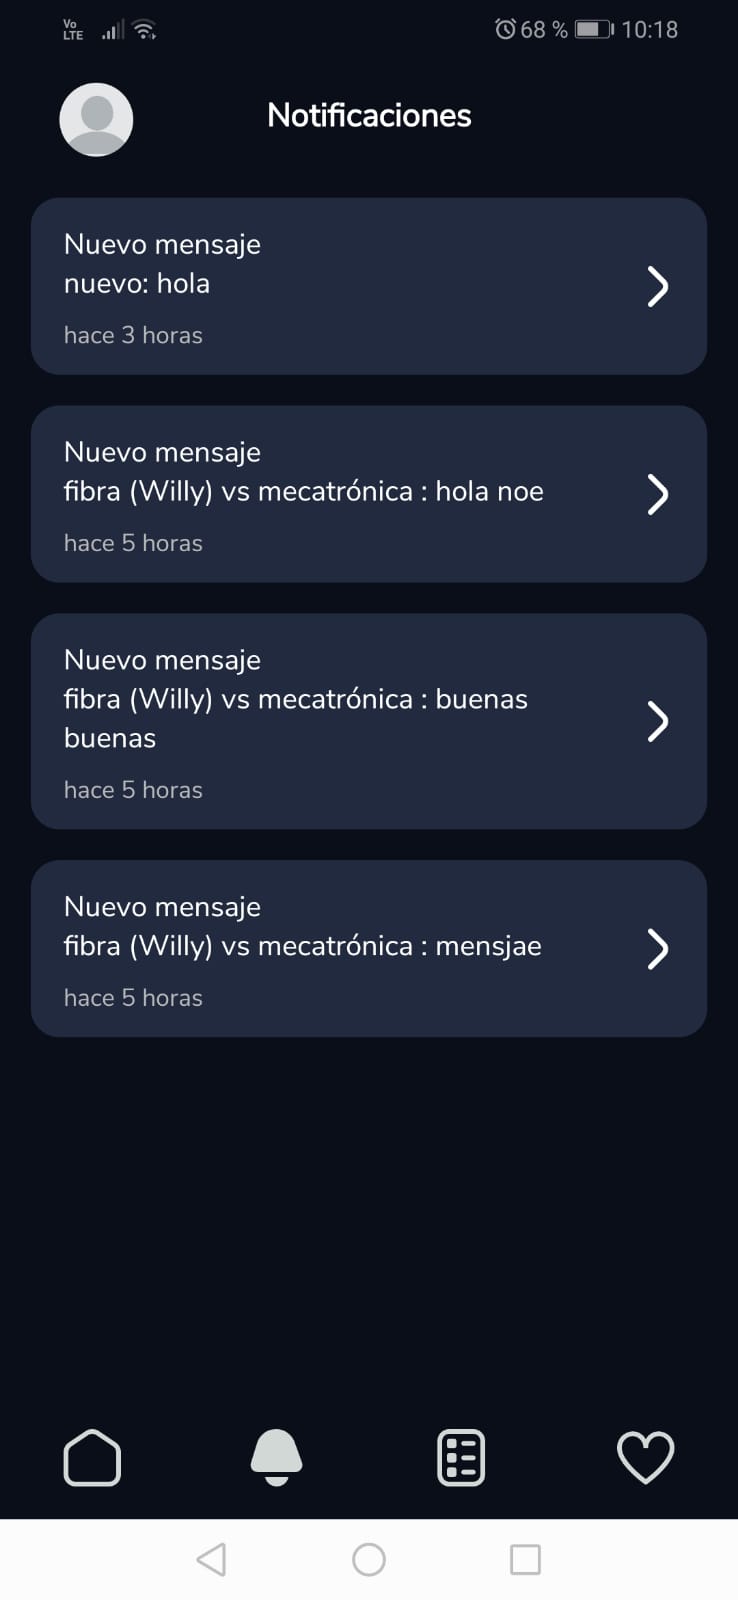 Vo
LTE
68 %
10:18
Notificaciones
Nuevo mensaje
nuevo: hola
hace 3 horas
Nuevo mensaje
fibra (Willy) vs mecatrónica : hola noe
hace 5 horas
Nuevo mensaje
fibra (Willy) vs mecatrónica : buenas
buenas
hace 5 horas
Nuevo mensaje
fibra (Willy) vs mecatrónica : mensjae
hace 5 horas